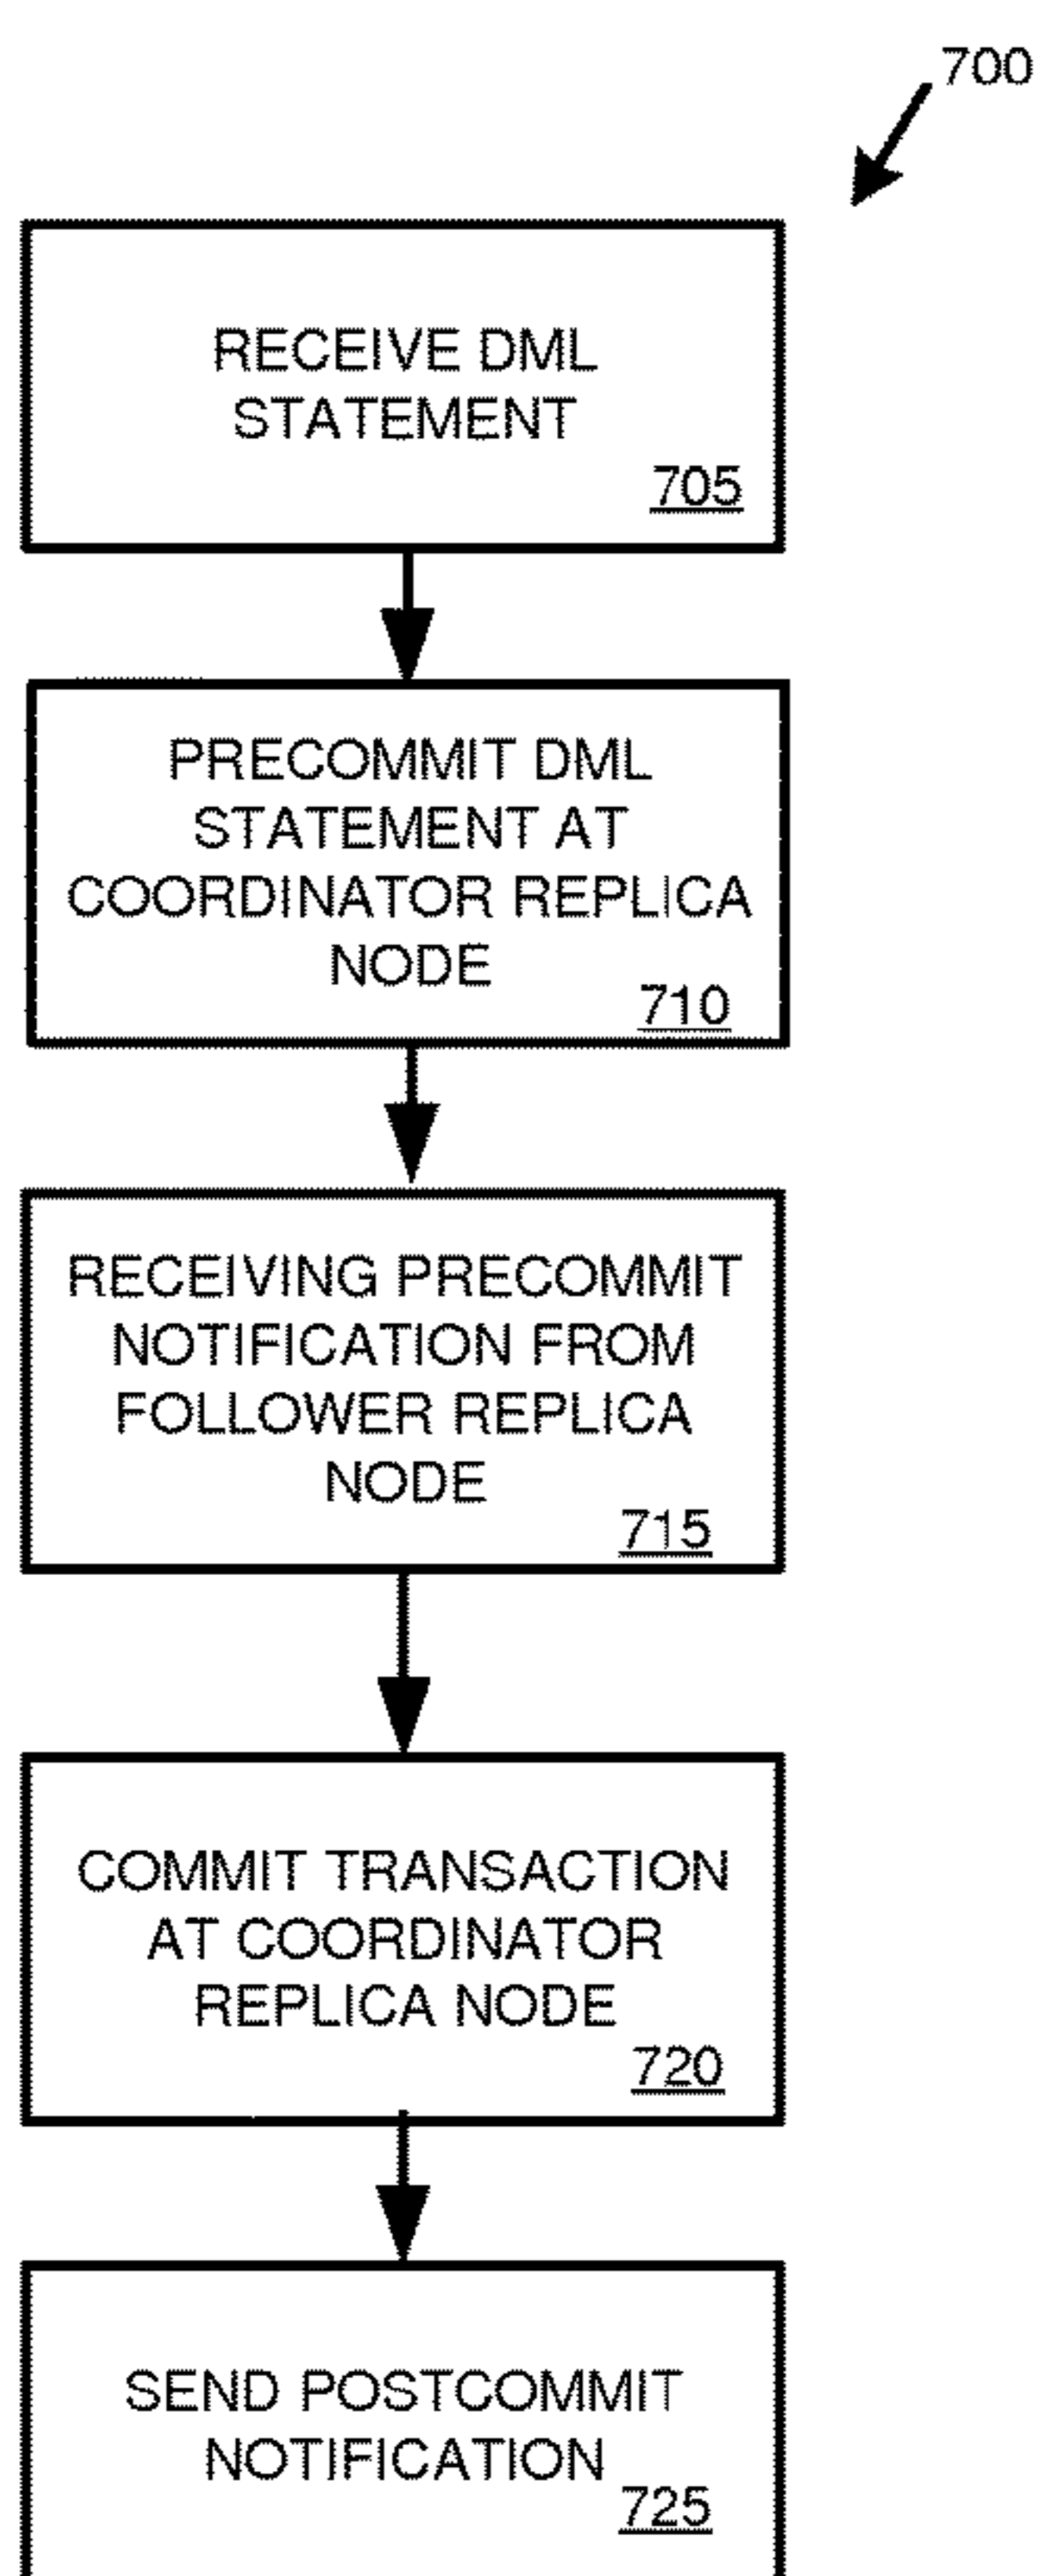 700
RECEIVE DML
STATEMENT
705
PRECOMMIT DML
STATEMENT AT
COORDINATOR REPLICA
NODE
710
RECEIVING PRECOMMIT
NOTIFICATION FROM
FOLLOWER REPLICA
NODE
715
COMMIT TRANSACTION
AT COORDINATOR
REPLICA NODE
720
SEND POSTCOMMIT
NOTIFICATION
725